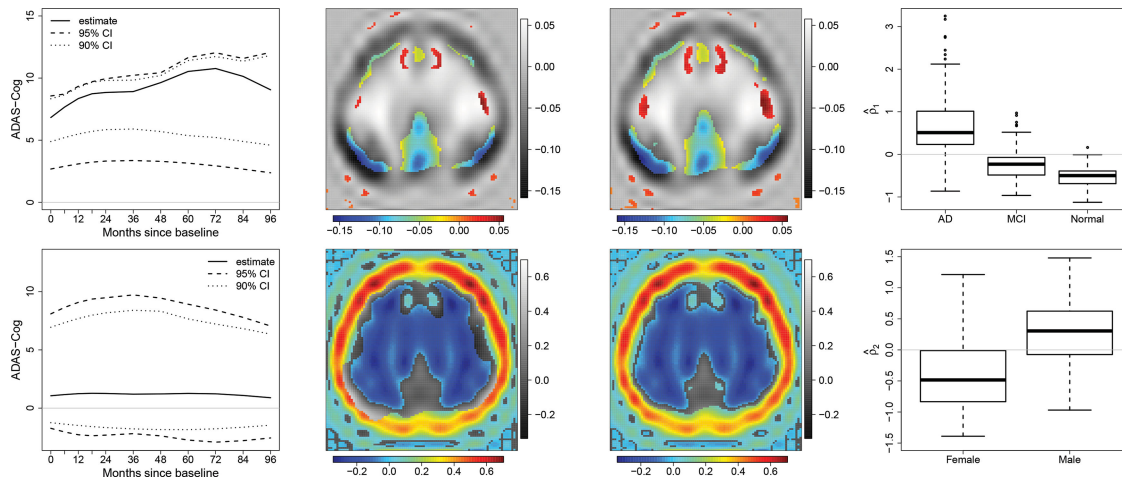 estimate
95% CI
90% CI
ADAS−Cog
15
10
5
0
0 12 24 36 48 60 72 84 96
Months since baseline
0.05
0.00
−0.05
−0.10
−0.15
−0.15 −0.10 −0.05 0.00 0.05
0.05
0.00
−0.05
−0.10
−0.15
−0.15 −0.10 −0.05 0.00 0.05
ρ̂1
3
2
1
0
−1
AD MCI Normal
estimate
95% CI
90% CI
ADAS−Cog
10
5
0
0 12 24 36 48 60 72 84 96
Months since baseline
0.6
0.4
0.2
0.0
−0.2
−0.2 0.0 0.2 0.4 0.6
0.6
0.4
0.2
0.0
−0.2
−0.2 0.0 0.2 0.4 0.6
ρ̂2
1.5
1.0
0.5
0.0
−0.5
−1.0
−1.5
Female Male